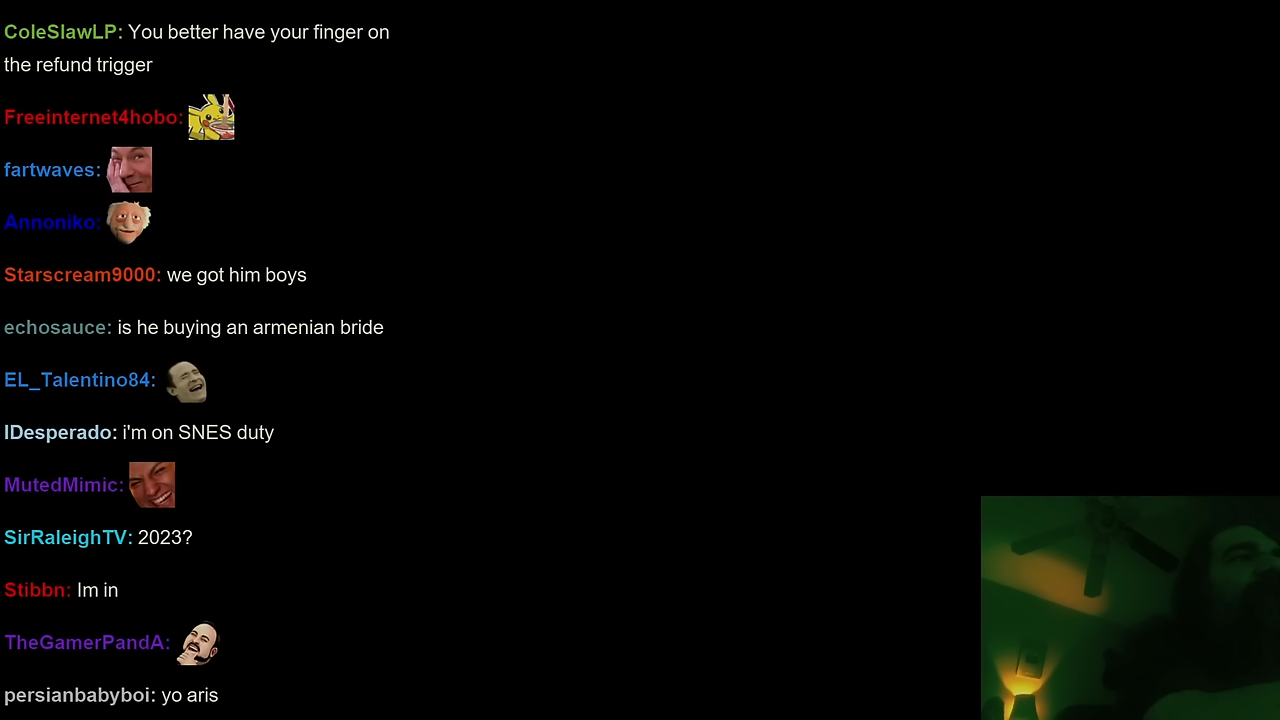 ColeSlawLP: You better have your finger on
the refund trigger
Freeinternet4hobo:
fartwaves:
Annoniko:
Starscream9000: we got him boys
echosauce: is he buying an armenian bride
EL_Talentino84:
IDesperado: i'm on SNES duty
MutedMimic:
SirRaleighTV: 2023?
Stibbn: Im in
TheGamerPandA:
persianbabyboi: yo aris